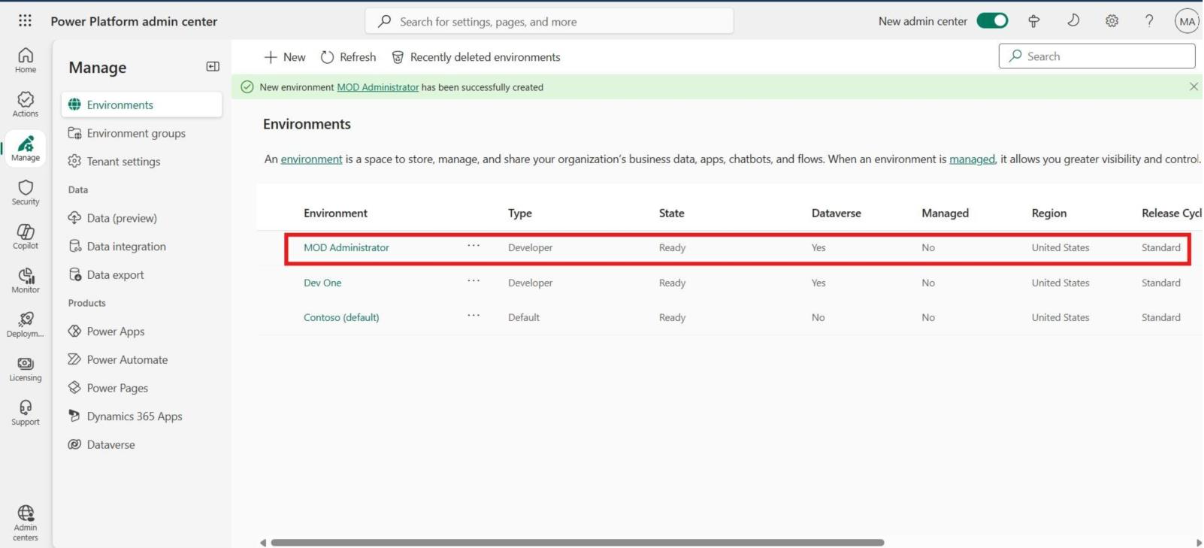 Power Platform admin center
Search for settings, pages, and more
New admin center
MA
Home
Actions
Manage
Security
Copilot
Monitor
Deploym...
Licensing
Support
Admin
centers
Manage
Environments
Environment groups
Tenant settings
Data
Data (preview)
Data integration
Data export
Products
Power Apps
Power Automate
Power Pages
Dynamics 365 Apps
Dataverse
New Refresh Recently deleted environments
Search
New environment MOD Administrator has been successfully created
Environments
An environment is a space to store, manage, and share your organization's business data, apps, chatbots, and flows. When an environment is managed, it allows you greater visibility and control.
Environment Type State Dataverse Managed Region Release Cycl
MOD Administrator ... Developer Ready Yes No United States Standard
Dev One ... Developer Ready Yes No United States Standard
Contoso (default) ... Default Ready No No United States Standard